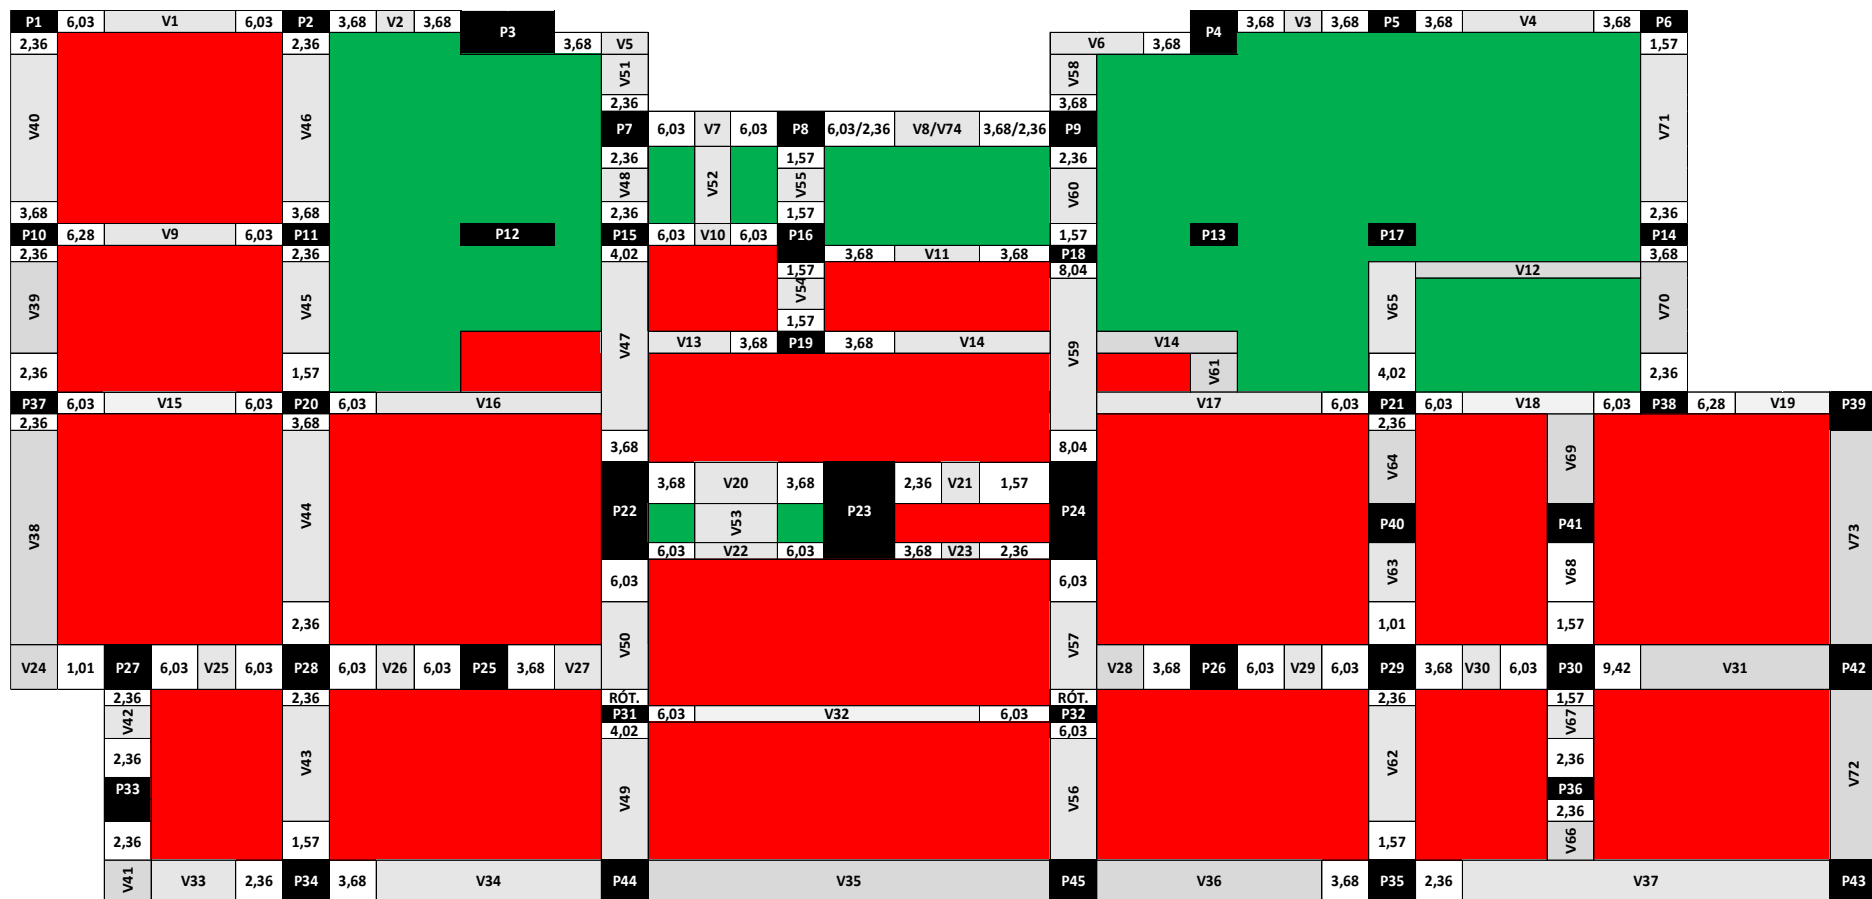 P1 6,03 V1 6,03 P2 3,68 V2 3,68 P3 P4 3,68 V3 3,68 P5 3,68 V4 3,68 P6
2,36 2,36 3,68 V5 V6 3,68 1,57
V40 V46 V51 V58 V71
2,36 3,68
P7 6,03 V7 6,03 P8 6,03/2,36 V8/V74 3,68/2,36 P9
2,36 1,57 2,36
V48 V52 V55 V60
3,68 3,68 2,36 1,57 2,36
P10 6,28 V9 6,03 P11 P12 P15 6,03 V10 6,03 P16 1,57 P13 P17 P14
2,36 2,36 4,02 3,68 V11 3,68 P18 3,68
1,57 8,04 V12
V39 V45 V54 V65 V70
1,57
V47 V13 3,68 P19 3,68 V14 V59 V14
2,36 1,57 V61 4,02 2,36
P37 6,03 V15 6,03 P20 6,03 V16 V17 6,03 P21 6,03 V18 6,03 P38 6,28 V19 P39
2,36 3,68 2,36
3,68 8,04 V64 V69
3,68 V20 3,68 2,36 V21 1,57
V38 V44 P22 V53 P23 P24 P40 P41 V73
6,03 V22 6,03 3,68 V23 2,36
6,03 6,03 V63 V68
2,36 1,01 1,57
V50 V57
V24 1,01 P27 6,03 V25 6,03 P28 6,03 V26 6,03 P25 3,68 V27 V28 3,68 P26 6,03 V29 6,03 P29 3,68 V30 6,03 P30 9,42 V31 P42
2,36 2,36 RÓT. RÓT. 2,36 1,57
V42 P31 6,03 V32 6,03 P32 V67
4,02 6,03
2,36 V43 V62 2,36 V72
P33 V49 V56 P36
2,36
2,36 1,57 1,57 V66
V41 V33 2,36 P34 3,68 V34 P44 V35 P45 V36 3,68 P35 2,36 V37 P43